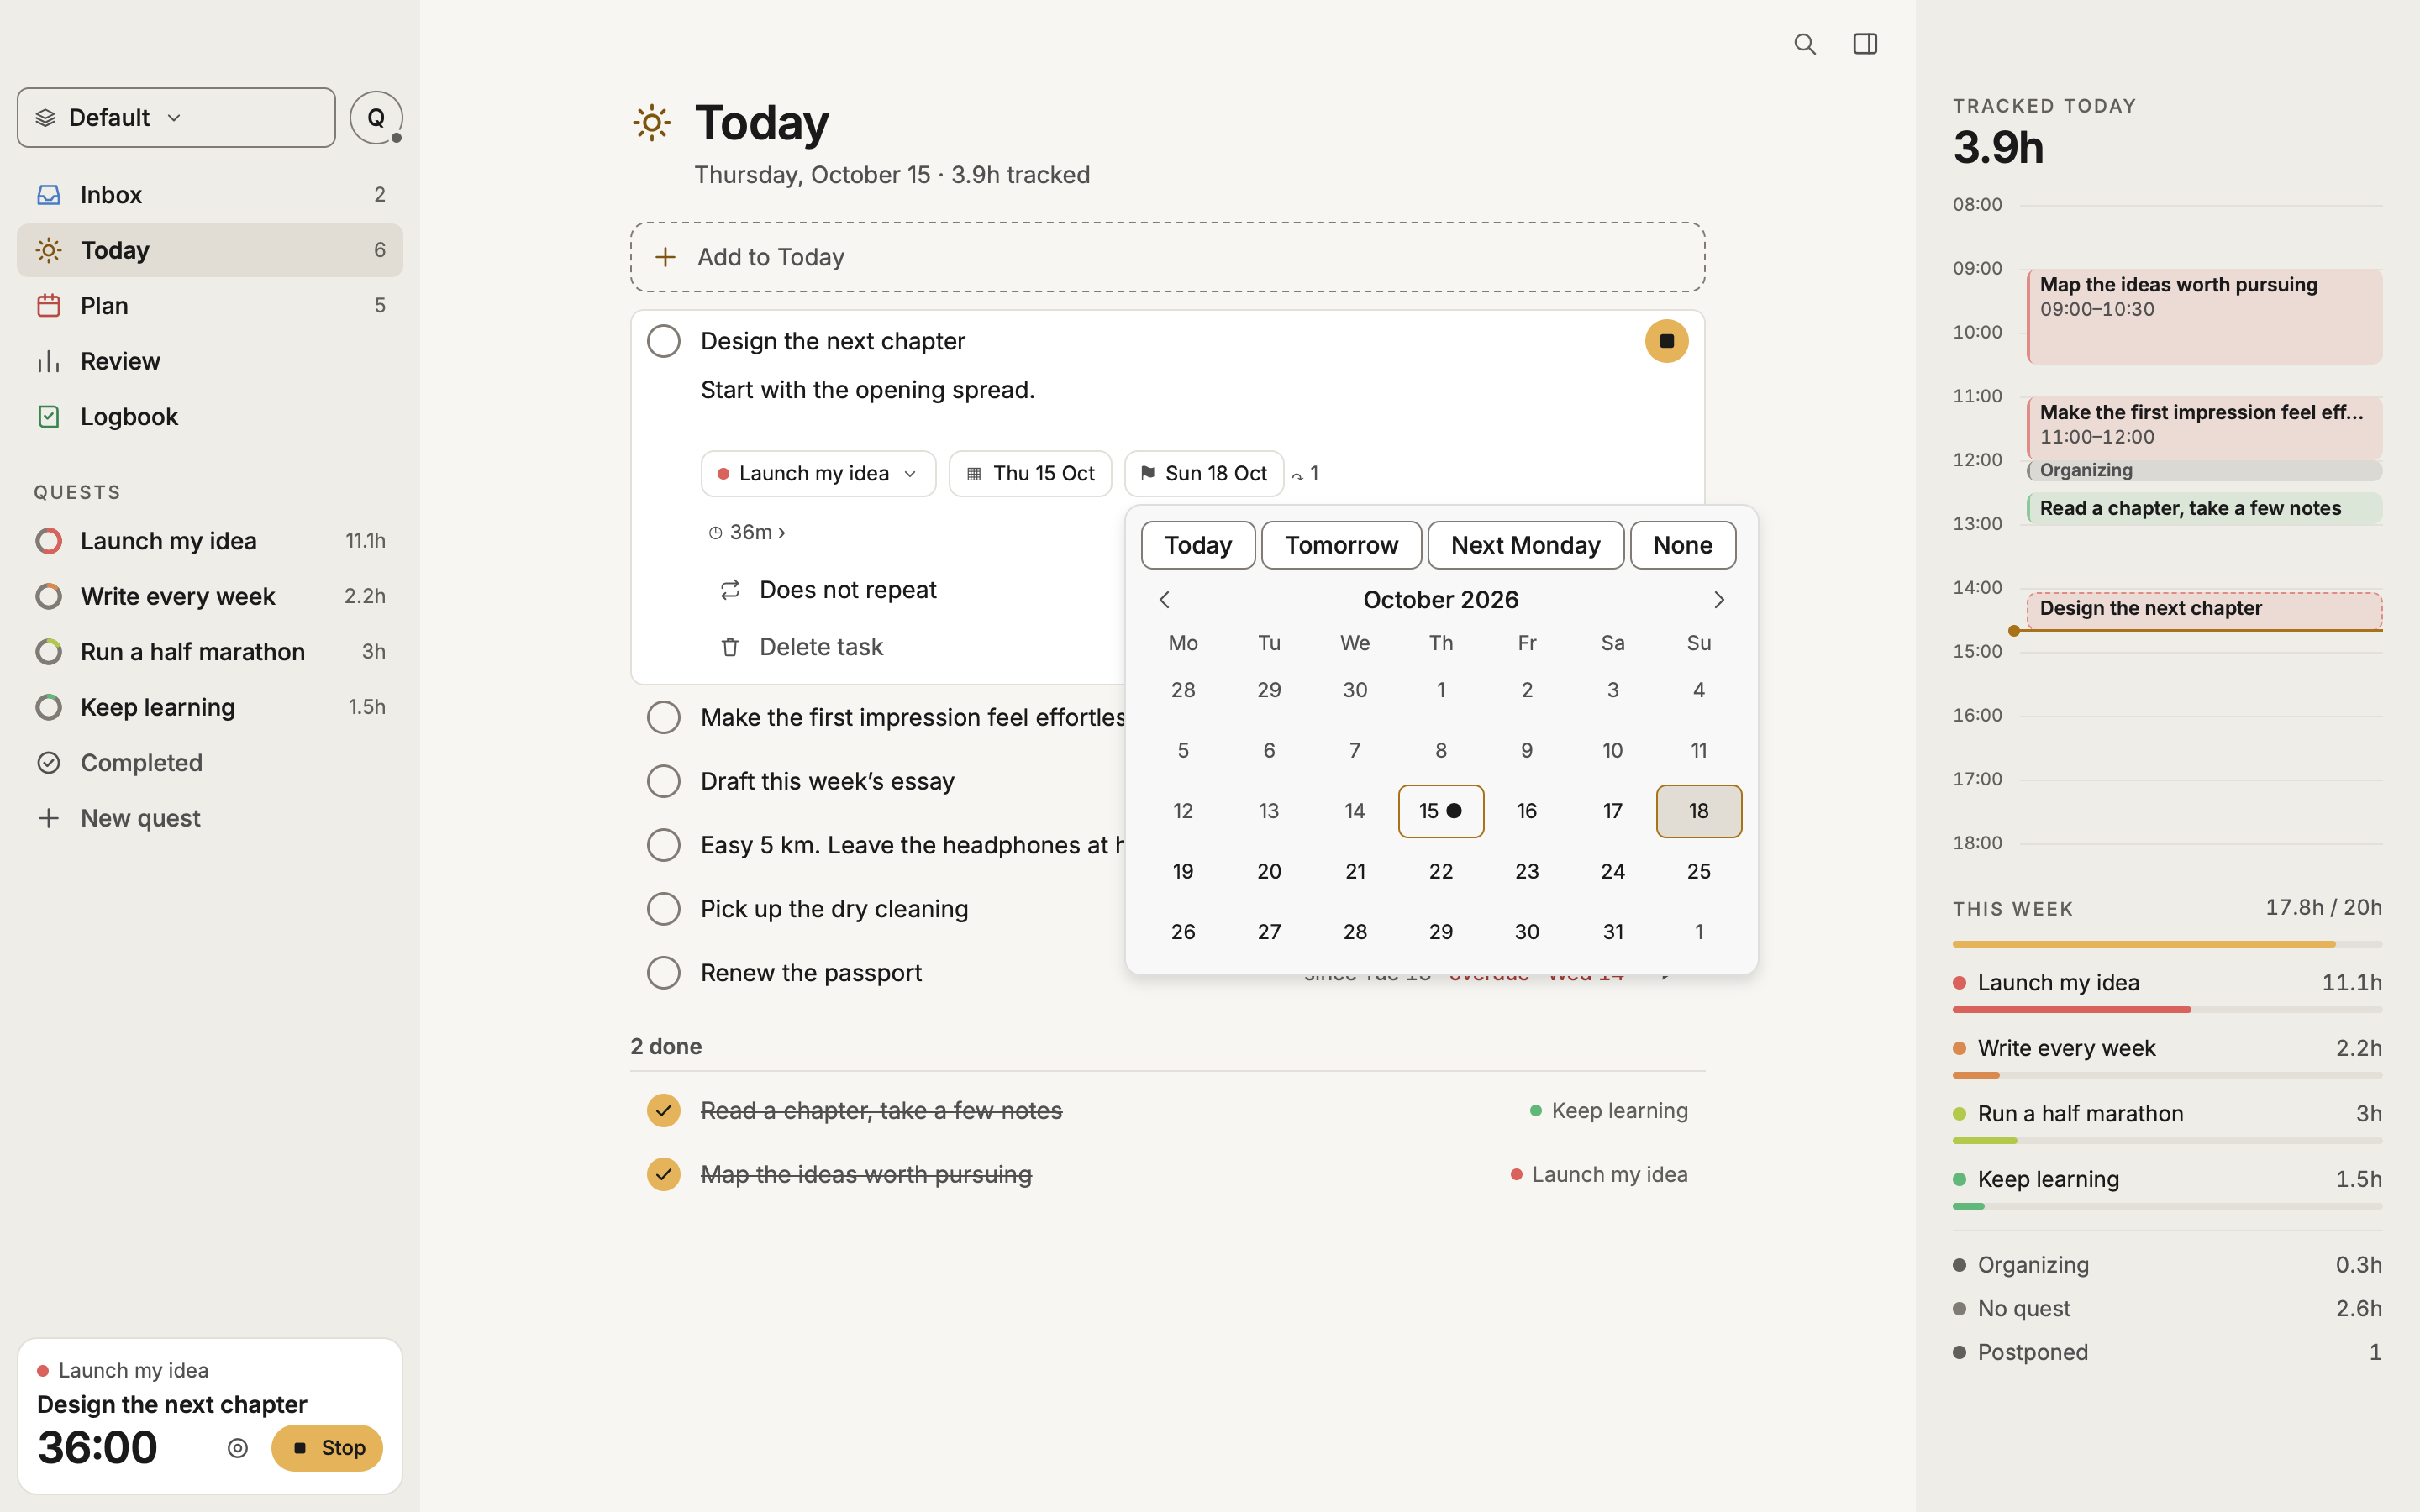 Default
Q
Inbox 2
Today 6
Plan 5
Review
Logbook
QUESTS
Launch my idea 11.1h
Write every week 2.2h
Run a half marathon 3h
Keep learning 1.5h
Completed
New quest
Launch my idea
Design the next chapter
36:00 Stop
Today
Thursday, October 15 · 3.9h tracked
Add to Today
Design the next chapter
Start with the opening spread.
Launch my idea Thu 15 Oct Sun 18 Oct 1
36m ›
Does not repeat
Delete task
Today Tomorrow Next Monday None
October 2026
Mo Tu We Th Fr Sa Su
28 29 30 1 2 3 4
5 6 7 8 9 10 11
12 13 14 15 16 17 18
19 20 21 22 23 24 25
26 27 28 29 30 31 1
Make the first impression feel effortles
Draft this week’s essay
Easy 5 km. Leave the headphones at
Pick up the dry cleaning
Renew the passport since Tue 13 overdue Wed 14
2 done
Read a chapter, take a few notes Keep learning
Map the ideas worth pursuing Launch my idea
TRACKED TODAY
3.9h
08:00
09:00
Map the ideas worth pursuing
09:00–10:30
10:00
11:00
Make the first impression feel eff...
11:00–12:00
12:00
Organizing
Read a chapter, take a few notes
13:00
14:00
Design the next chapter
15:00
16:00
17:00
18:00
THIS WEEK 17.8h / 20h
Launch my idea 11.1h
Write every week 2.2h
Run a half marathon 3h
Keep learning 1.5h
Organizing 0.3h
No quest 2.6h
Postponed 1